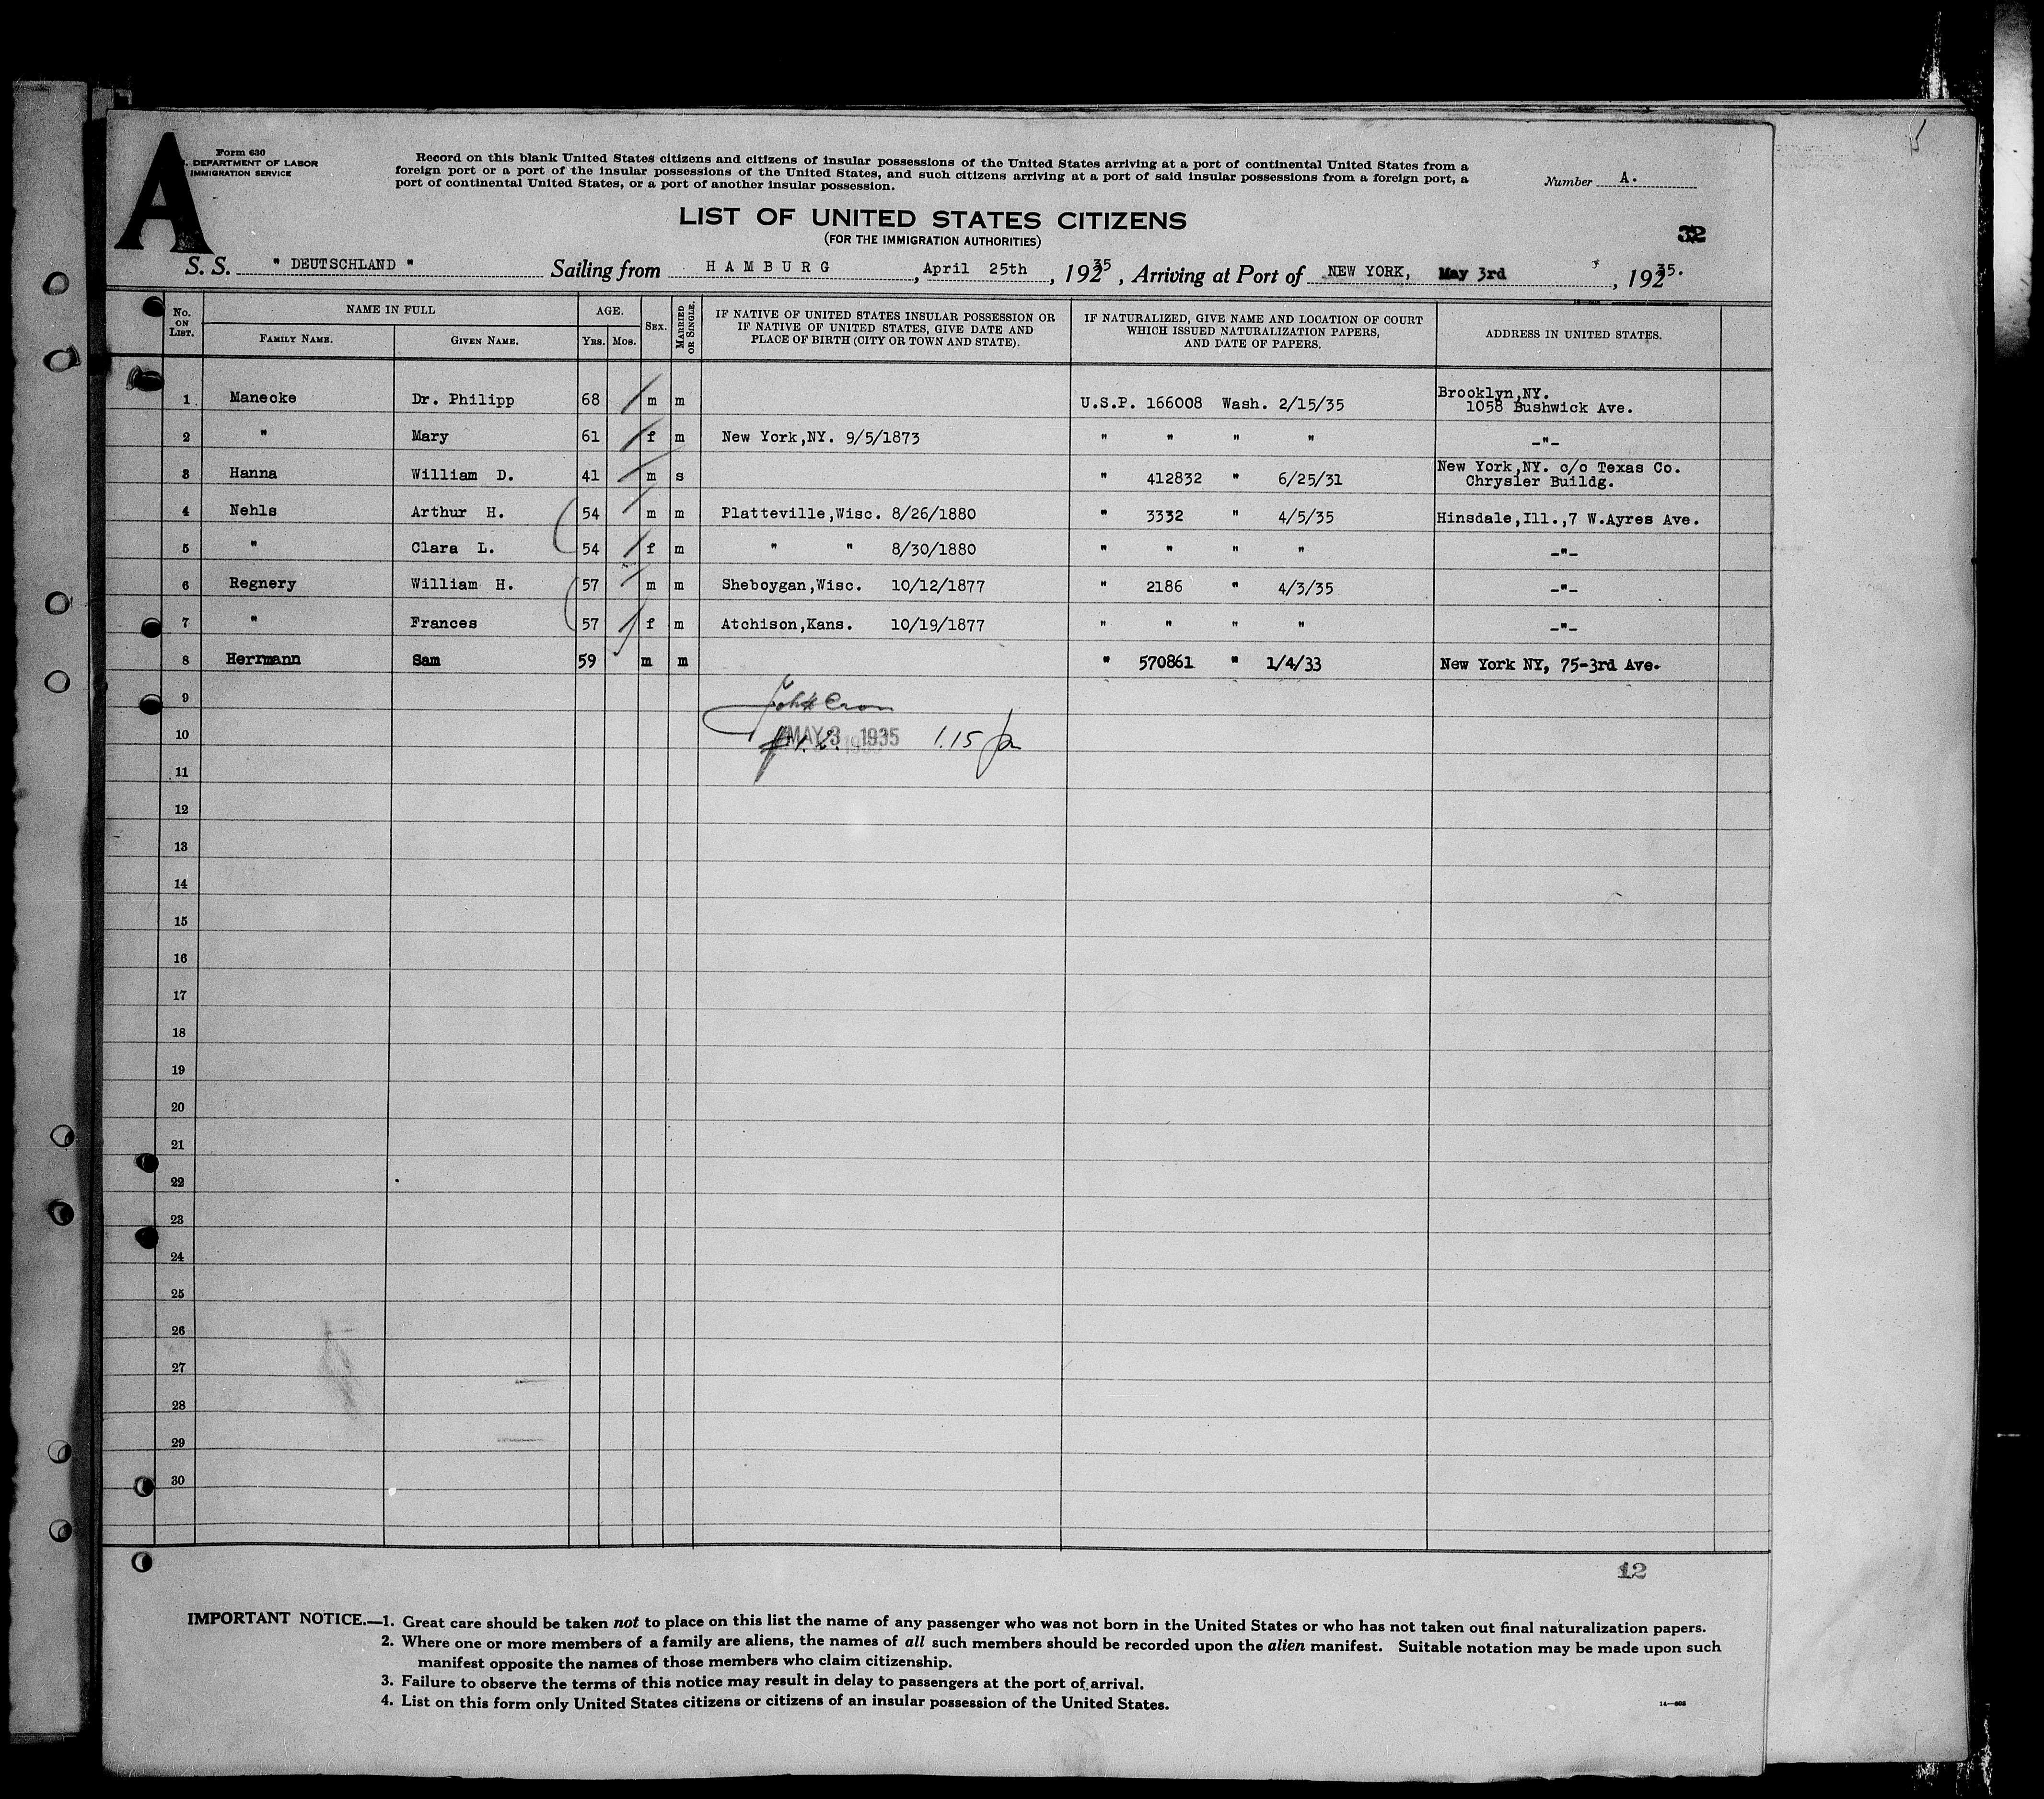 A
Form 630
. DEPARTMENT OF LABOR
IMMIGRATION SERVICE
Record on this blank United States citizens and citizens of insular possessions of the United States arriving at a port of continental United States from a
foreign port or a port of the insular possessions of the United States, and such citizens arriving at a port of said insular possessions from a foreign port, a
port of continental United States, or a port of another insular possession.
Number A.
LIST OF UNITED STATES CITIZENS
(FOR THE IMMIGRATION AUTHORITIES)
32
S. S. " DEUTSCHLAND " Sailing from HAMBURG, April 25th, 19235, Arriving at Port of NEW YORK, May 3rd, 19235.
No. ON LIST. NAME IN FULL AGE. SEX. MARRIED OR SINGLE. IF NATIVE OF UNITED STATES INSULAR POSSESSION OR IF NATIVE OF UNITED STATES, GIVE DATE AND PLACE OF BIRTH (CITY OR TOWN AND STATE). IF NATURALIZED, GIVE NAME AND LOCATION OF COURT WHICH ISSUED NATURALIZATION PAPERS, AND DATE OF PAPERS. ADDRESS IN UNITED STATES.
FAMILY NAME. GIVEN NAME. YRS. MOS.
1 Manecke Dr. Philipp 68 m m U.S.P. 166008 Wash. 2/15/35 Brooklyn,NY.
1058 Bushwick Ave.
2 " Mary 61 f m New York,NY. 9/5/1873 " " " " -"-
3 Hanna William D. 41 m s " 412832 " 6/25/31 New York,NY. c/o Texas Co.
Chrysler Buildg.
4 Nehls Arthur H. 54 m m Platteville,Wisc. 8/26/1880 " 3332 " 4/5/35 Hinsdale,Ill.,7 W.Ayres Ave.
5 " Clara L. 54 f m " " 8/30/1880 " " " " -"-
6 Regnery William H. 57 m m Sheboygan,Wisc. 10/12/1877 " 2186 " 4/3/35 -"-
7 " Frances 57 f m Atchison,Kans. 10/19/1877 " " " " -"-
8 Herrmann Sam 59 m m " 570861 " 1/4/33 New York NY, 75-3rd Ave.
9
10 MAY 3 1935 1.15
11
12
13
14
15
16
17
18
19
20
21
22
23
24
25
26
27
28
29
30
12
IMPORTANT NOTICE.—1. Great care should be taken not to place on this list the name of any passenger who was not born in the United States or who has not taken out final naturalization papers.
2. Where one or more members of a family are aliens, the names of all such members should be recorded upon the alien manifest. Suitable notation may be made upon such
manifest opposite the names of those members who claim citizenship.
3. Failure to observe the terms of this notice may result in delay to passengers at the port of arrival.
4. List on this form only United States citizens or citizens of an insular possession of the United States.